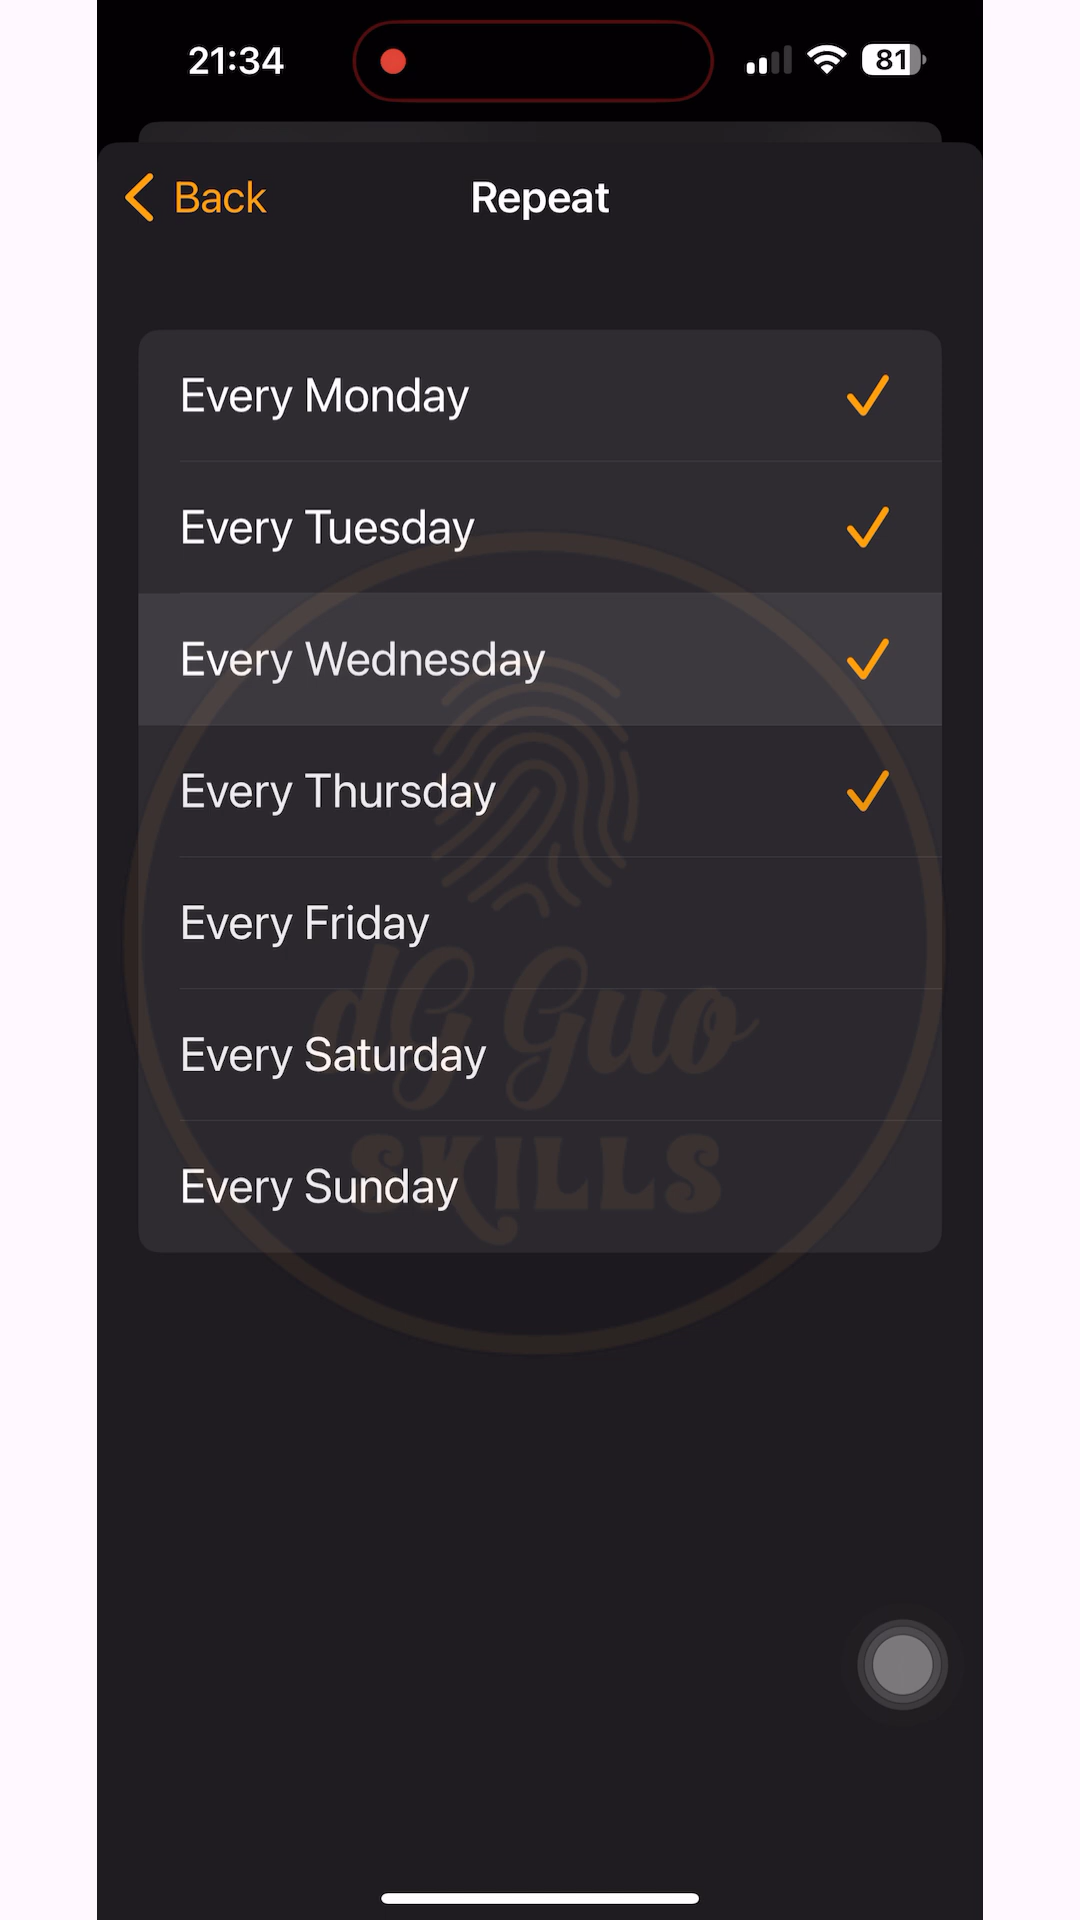 21:34
81
Back
Repeat
Every Monday
Every Tuesday
Every Wednesday
Every Thursday
Every Friday
dG Guo
Every Saturday
SKILLS
Every Sunday